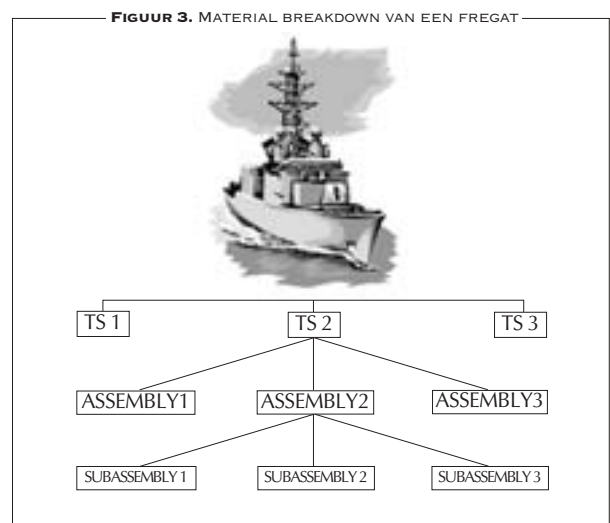 FIGUUR 3. MATERIAL BREAKDOWN VAN EEN FREGAT
TS 1 TS 2 TS 3
ASSEMBLY1 ASSEMBLY2 ASSEMBLY3
SUBASSEMBLY 1 SUBASSEMBLY 2 SUBASSEMBLY 3